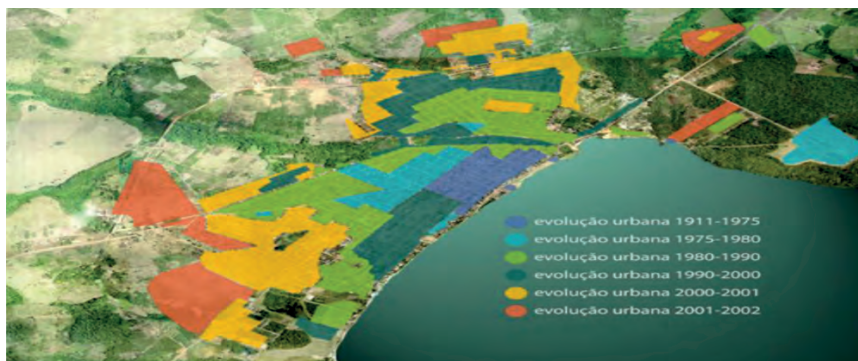 evolução urbana 1911-1975
evolução urbana 1975-1980
evolução urbana 1980-1990
evolução urbana 1990-2000
evolução urbana 2000-2001
evolução urbana 2001-2002